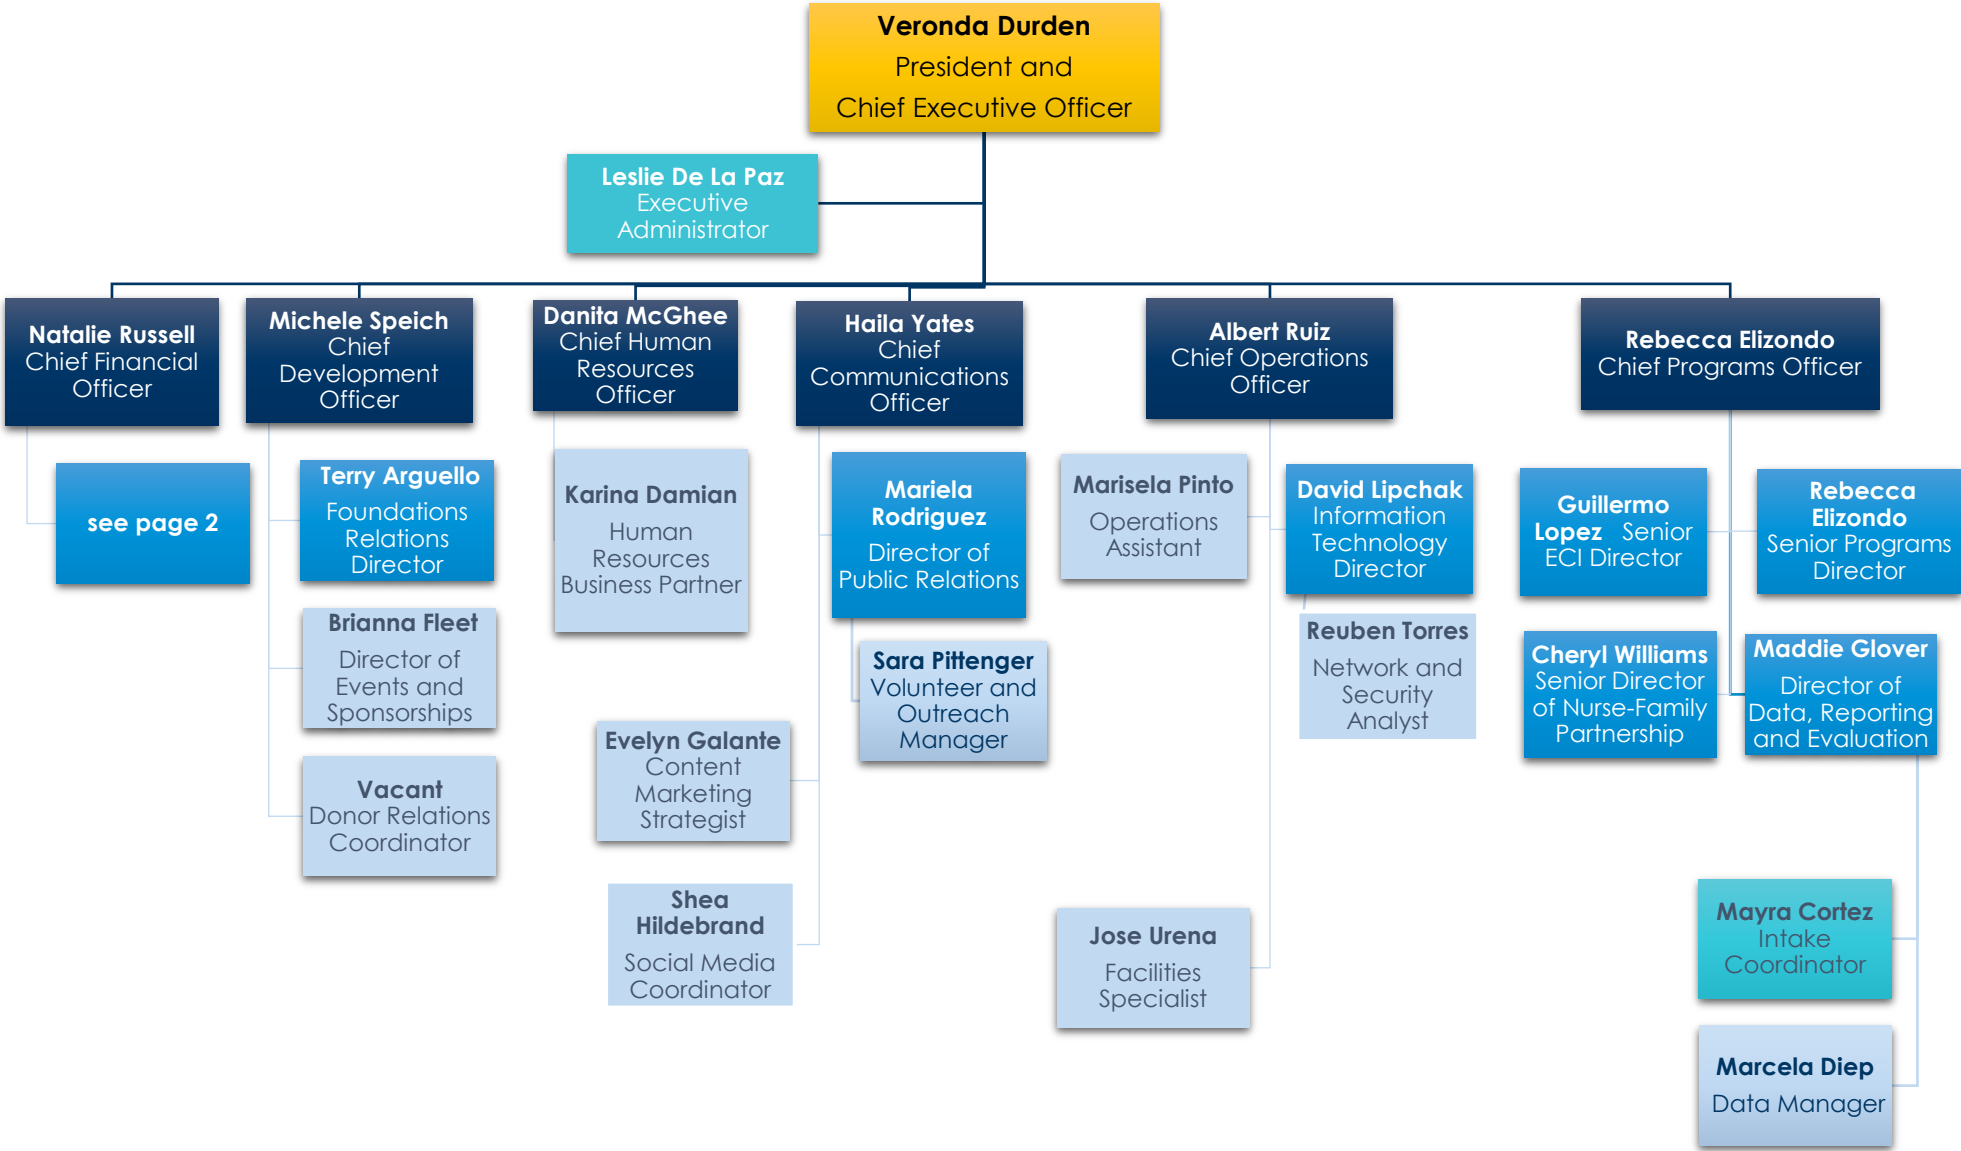 Veronda Durden
President and
Chief Executive Officer
Leslie De La Paz
Executive
Administrator
Natalie Russell
Chief Financial
Officer
Michele Speich
Chief
Development
Officer
Danita McGhee
Chief Human
Resources
Officer
Haila Yates
Chief
Communications
Officer
Albert Ruiz
Chief Operations
Officer
Rebecca Elizondo
Chief Programs Officer
see page 2
Terry Arguello
Foundations
Relations
Director
Brianna Fleet
Director of
Events and
Sponsorships
Vacant
Donor Relations
Coordinator
Karina Damian
Human
Resources
Business Partner
Mariela
Rodriguez
Director of
Public Relations
Sara Pittenger
Volunteer and
Outreach
Manager
Evelyn Galante
Content
Marketing
Strategist
Shea
Hildebrand
Social Media
Coordinator
Marisela Pinto
Operations
Assistant
David Lipchak
Information
Technology
Director
Reuben Torres
Network and
Security
Analyst
Jose Urena
Facilities
Specialist
Guillermo
Lopez Senior
ECI Director
Rebecca
Elizondo
Senior Programs
Director
Cheryl Williams
Senior Director
of Nurse-Family
Partnership
Maddie Glover
Director of
Data, Reporting
and Evaluation
Mayra Cortez
Intake
Coordinator
Marcela Diep
Data Manager